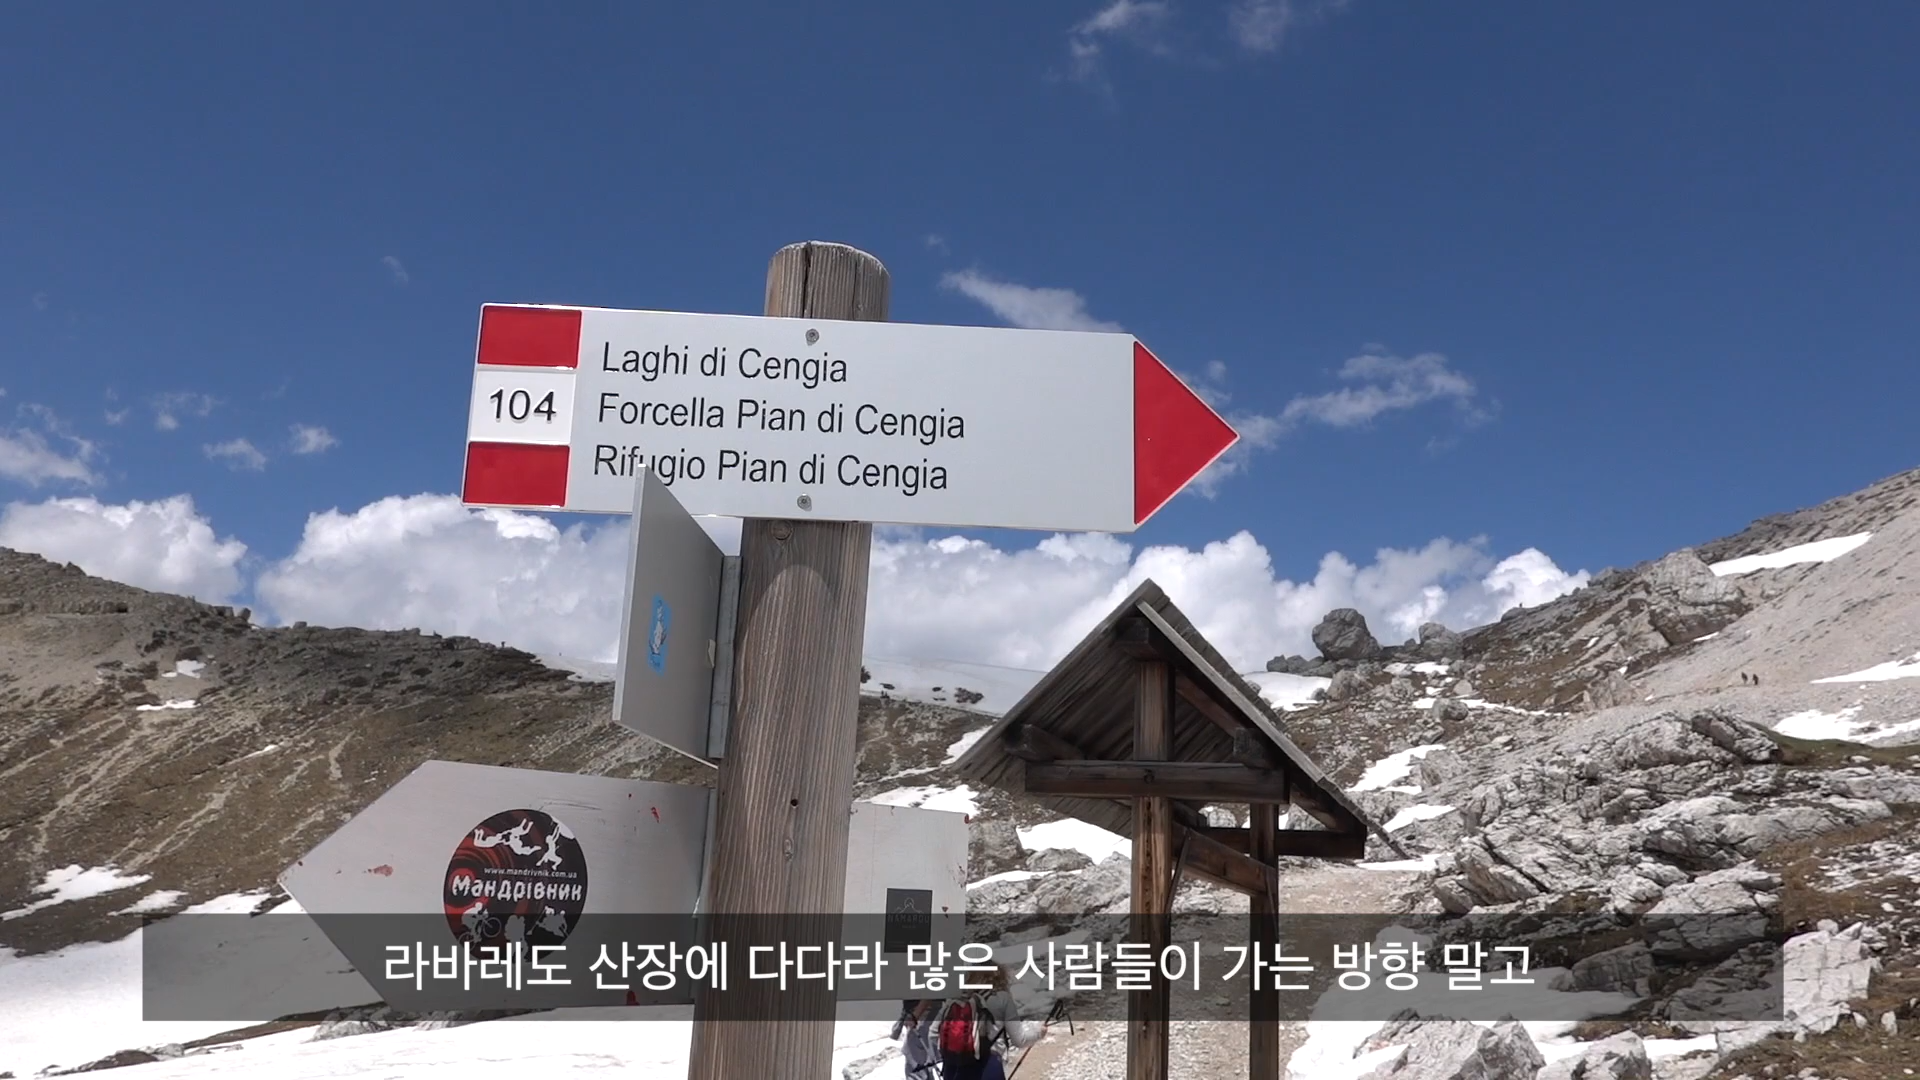 Laghi di Cengia
104
Forcella Pian di Cengia
Rifugio Pian di Cengia
www.mandrivnik.com.ua
Мандрівник
라바레도 산장에 다다라 많은 사람들이 가는 방향 말고